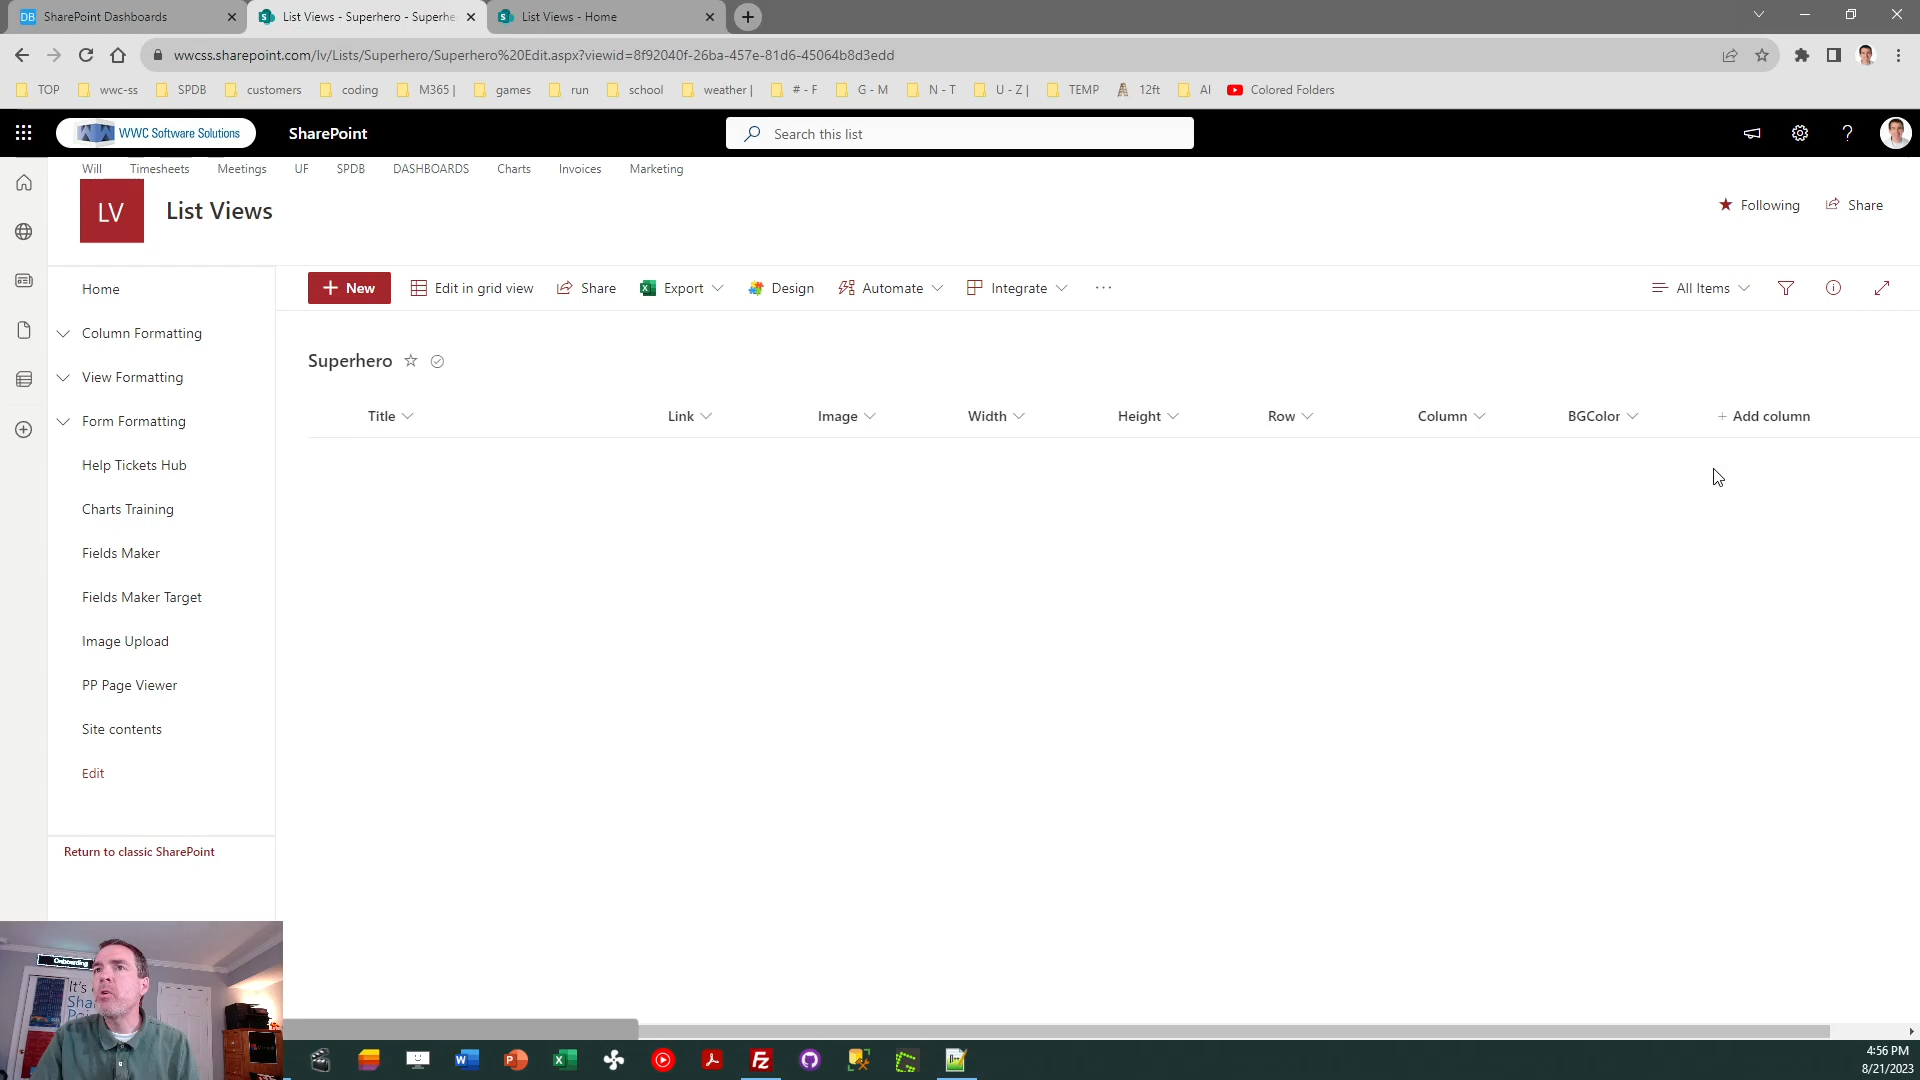 DB SharePoint Dashboards
List Views - Superhero - Superhe
List Views - Home
wwcss.sharepoint.com/lv/Lists/Superhero/Superhero%20Edit.aspx?viewid=8f92040f-26ba-457e-81d6-45064b8d3edd
TOP wwc-ss SPDB customers coding M365 | games run school weather | # - F G - M N - T U - Z | TEMP 12ft AI Colored Folders
WWC Software Solutions SharePoint Search this list ?
Will Timesheets Meetings UF SPDB DASHBOARDS Charts Invoices Marketing
LV List Views
Following Share
Home
Column Formatting
View Formatting
Form Formatting
Help Tickets Hub
Charts Training
Fields Maker
Fields Maker Target
Image Upload
PP Page Viewer
Site contents
Edit
Return to classic SharePoint
+ New Edit in grid view Share Export Design Automate Integrate ... All Items
Superhero
Title Link Image Width Height Row Column BGColor + Add column
Onboarding
It's
Sha
Po
4:56 PM
8/21/2023